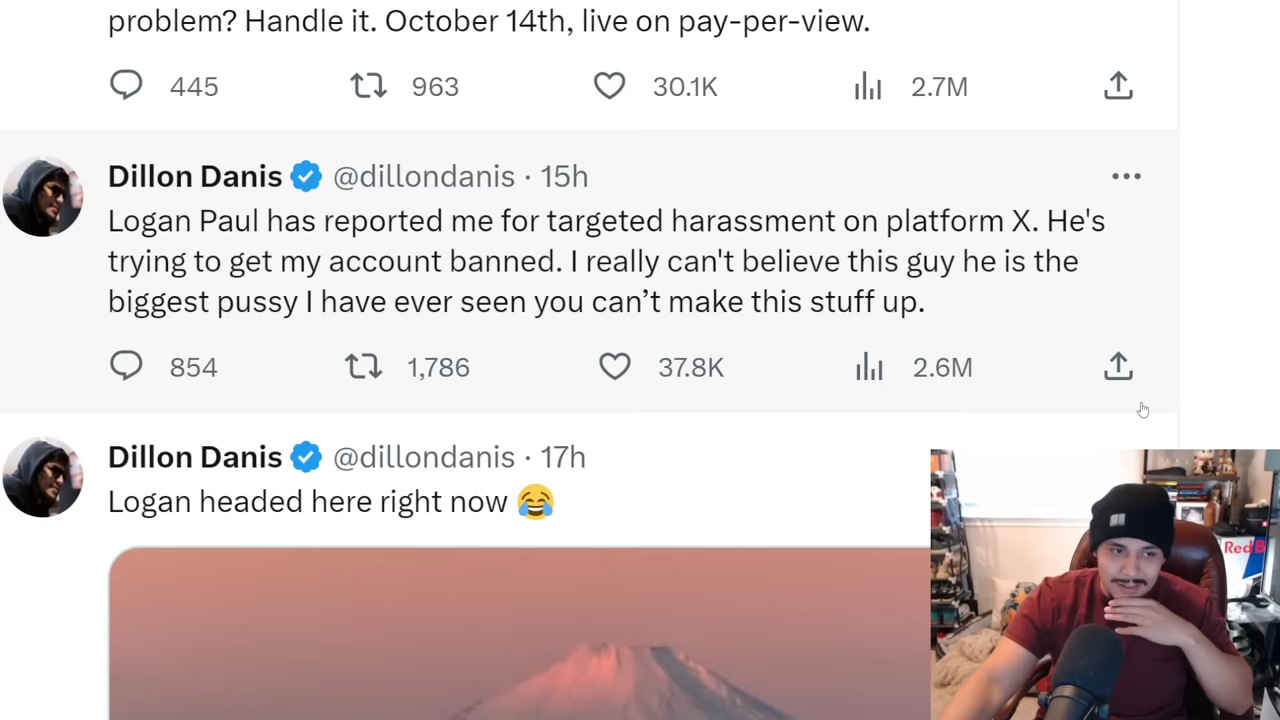 problem? Handle it. October 14th, live on pay-per-view.
445 963 30.1K 2.7M
Dillon Danis @dillondanis · 15h
Logan Paul has reported me for targeted harassment on platform X. He's
trying to get my account banned. I really can't believe this guy he is the
biggest pussy I have ever seen you can’t make this stuff up.
854 1,786 37.8K 2.6M
Dillon Danis @dillondanis · 17h
Logan headed here right now 😂
Red B